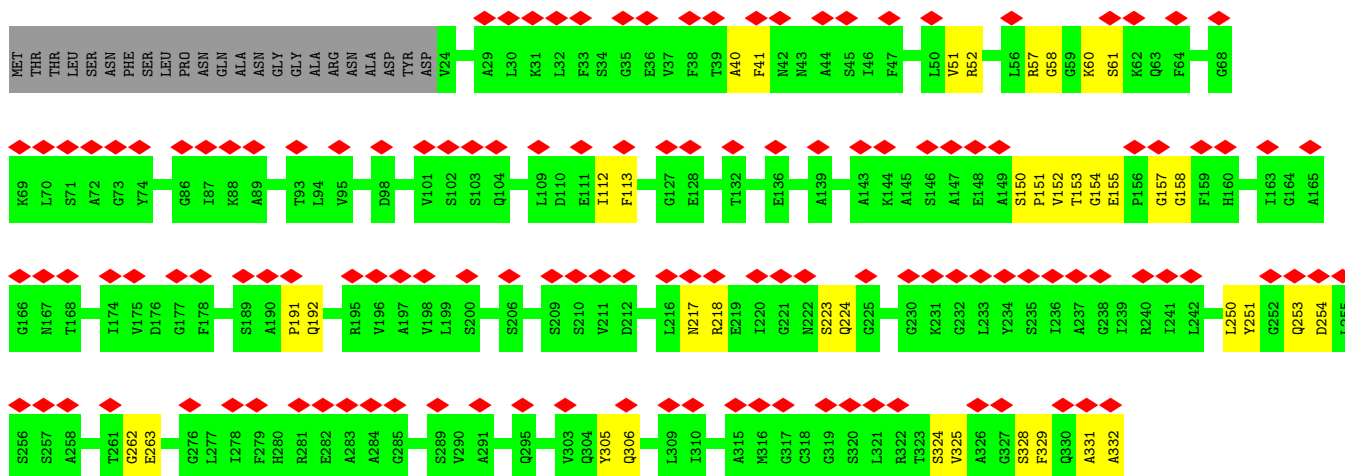 MET THR THR LEU SER ASN PHE SER LEU PRO ASN GLN ALA ASN GLY GLY ALA ARG ASN ALA ASP TYR ASP V24 A29 L30 K31 L32 F33 S34 G35 E36 V37 F38 T39 A40 F41 N42 N43 A44 S45 I46 F47 L50 V51 R52 L56 R57 G58 G59 K60 S61 K62 Q63 F64 G68
K69 L70 S71 A72 G73 Y74 G86 I87 K88 A89 T93 L94 V95 D98 V101 S102 S103 Q104 L109 D110 E111 I112 F113 G127 E128 T132 E136 A139 A143 K144 A145 S146 A147 E148 A149 S150 P151 V152 T153 G154 E155 P156 G157 G158 F159 H160 I163 G164 A165
G166 N167 T168 I174 V175 D176 G177 F178 S189 A190 P191 Q192 R195 V196 A197 V198 L199 S200 S206 S209 S210 V211 D212 L216 N217 R218 E219 I220 G221 N222 S223 Q224 G225 G230 K231 G232 L233 Y234 S235 I236 A237 G238 I239 R240 I241 L242 L250 Y251 G252 Q253 D254 L255
S256 S257 A258 T261 G262 E263 G276 L277 I278 F279 H280 R281 E282 A283 A284 G285 S289 V290 A291 Q295 V303 Q304 Y305 Q306 L309 I310 A315 M316 G317 C318 G319 S320 L321 R322 T323 S324 V325 A326 G327 S328 F329 Q330 A331 A332